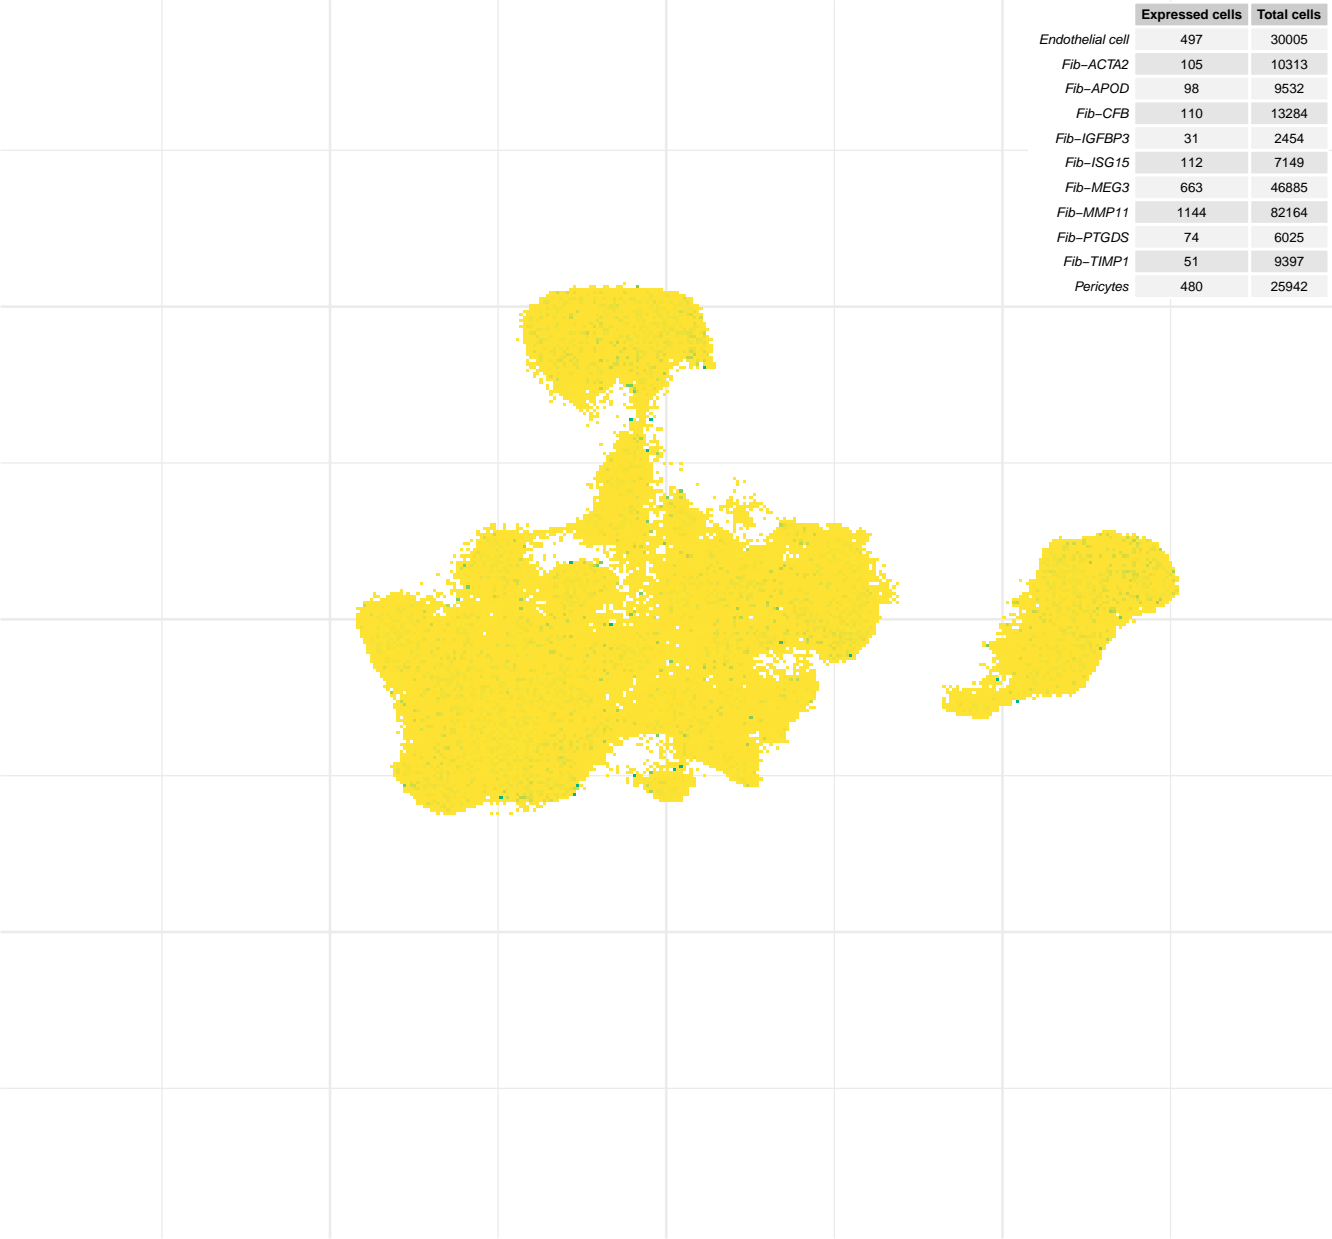 Expressed cells Total cells
Endothelial cell 497 30005
Fib−ACTA2 105 10313
Fib−APOD 98 9532
Fib−CFB 110 13284
Fib−IGFBP3 31 2454
Fib−ISG15 112 7149
Fib−MEG3 663 46885
Fib−MMP11 1144 82164
Fib−PTGDS 74 6025
Fib−TIMP1 51 9397
Pericytes 480 25942